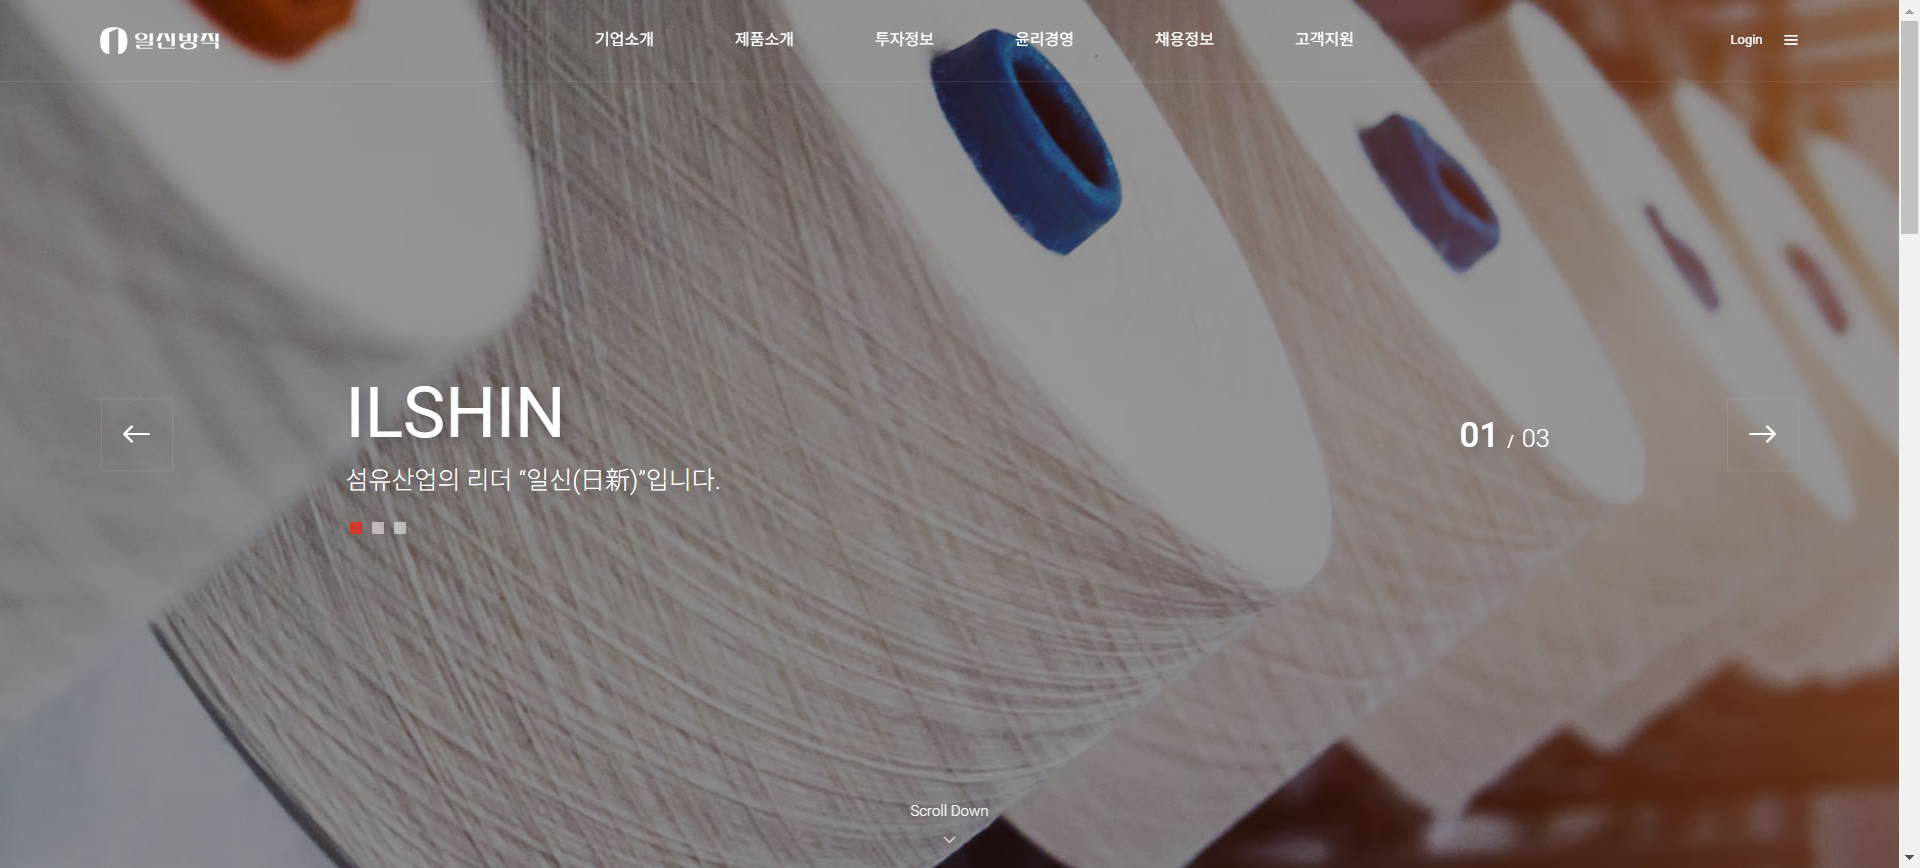 일신방직
기업소개
제품소개
투자정보
윤리경영
채용정보
고객지원
Login
ILSHIN
섬유산업의 리더 “일신(日新)”입니다.
01 / 03
Scroll Down